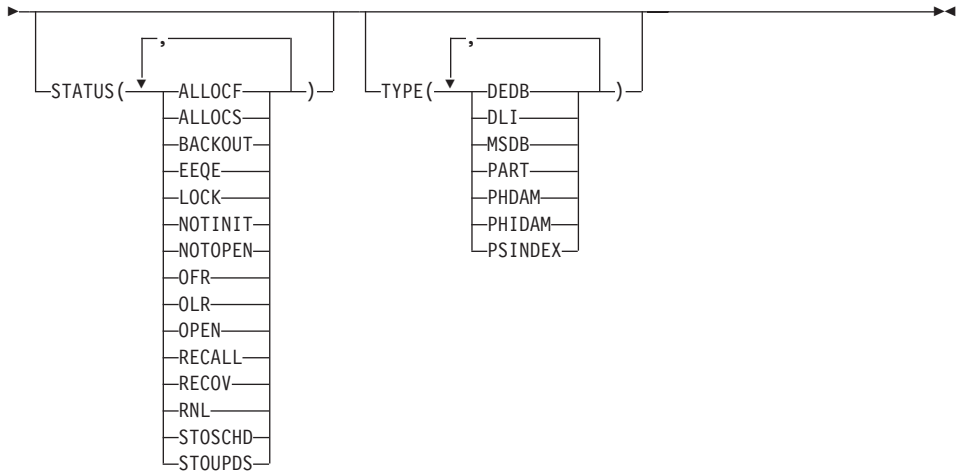 , ,
STATUS( ALLOCF ) TYPE( DEDB )
ALLOCS DLI
BACKOUT MSDB
EEQE PART
LOCK PHDAM
NOTINIT PHIDAM
NOTOPEN PSINDEX
OFR
OLR
OPEN
RECALL
RECOV
RNL
STOSCHD
STOUPDS